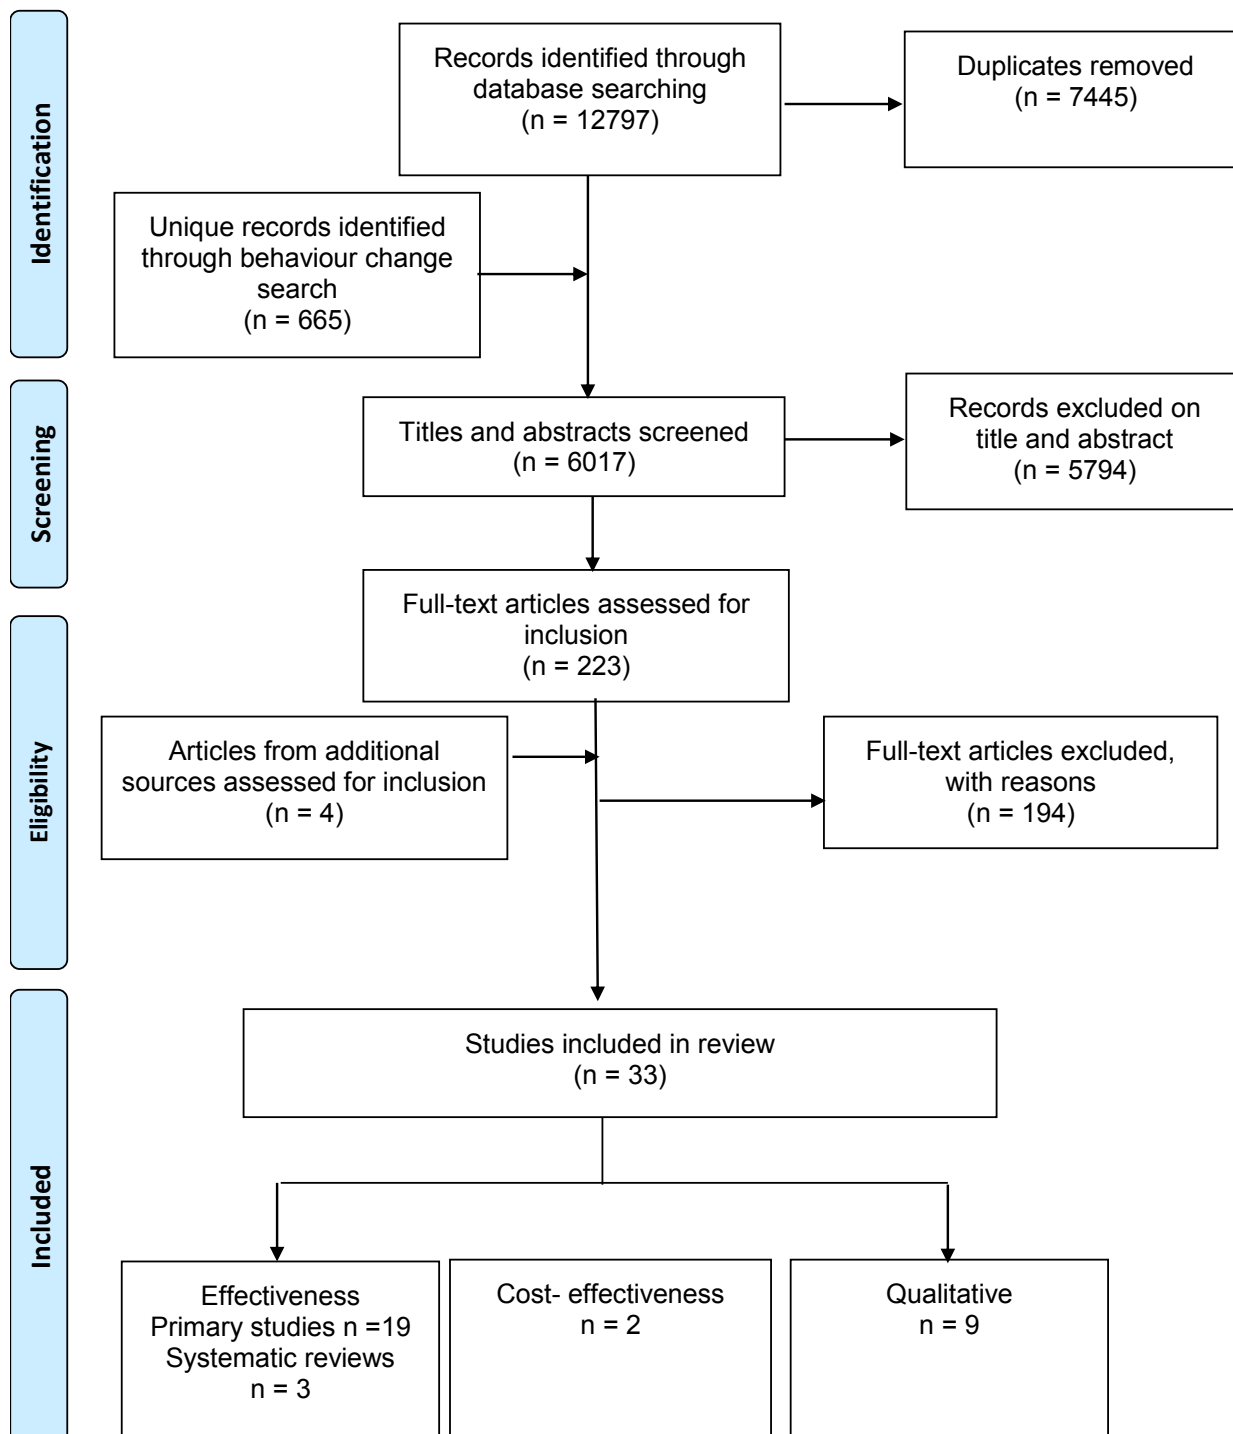 Identification
Records identified through
database searching
(n = 12797)
Duplicates removed
(n = 7445)
Unique records identified
through behaviour change
search
(n = 665)
Screening
Titles and abstracts screened
(n = 6017)
Records excluded on
title and abstract
(n = 5794)
Full-text articles assessed for
inclusion
(n = 223)
Eligibility
Articles from additional
sources assessed for inclusion
(n = 4)
Full-text articles excluded,
with reasons
(n = 194)
Included
Studies included in review
(n = 33)
Effectiveness
Primary studies n =19
Systematic reviews
n = 3
Cost- effectiveness
n = 2
Qualitative
n = 9